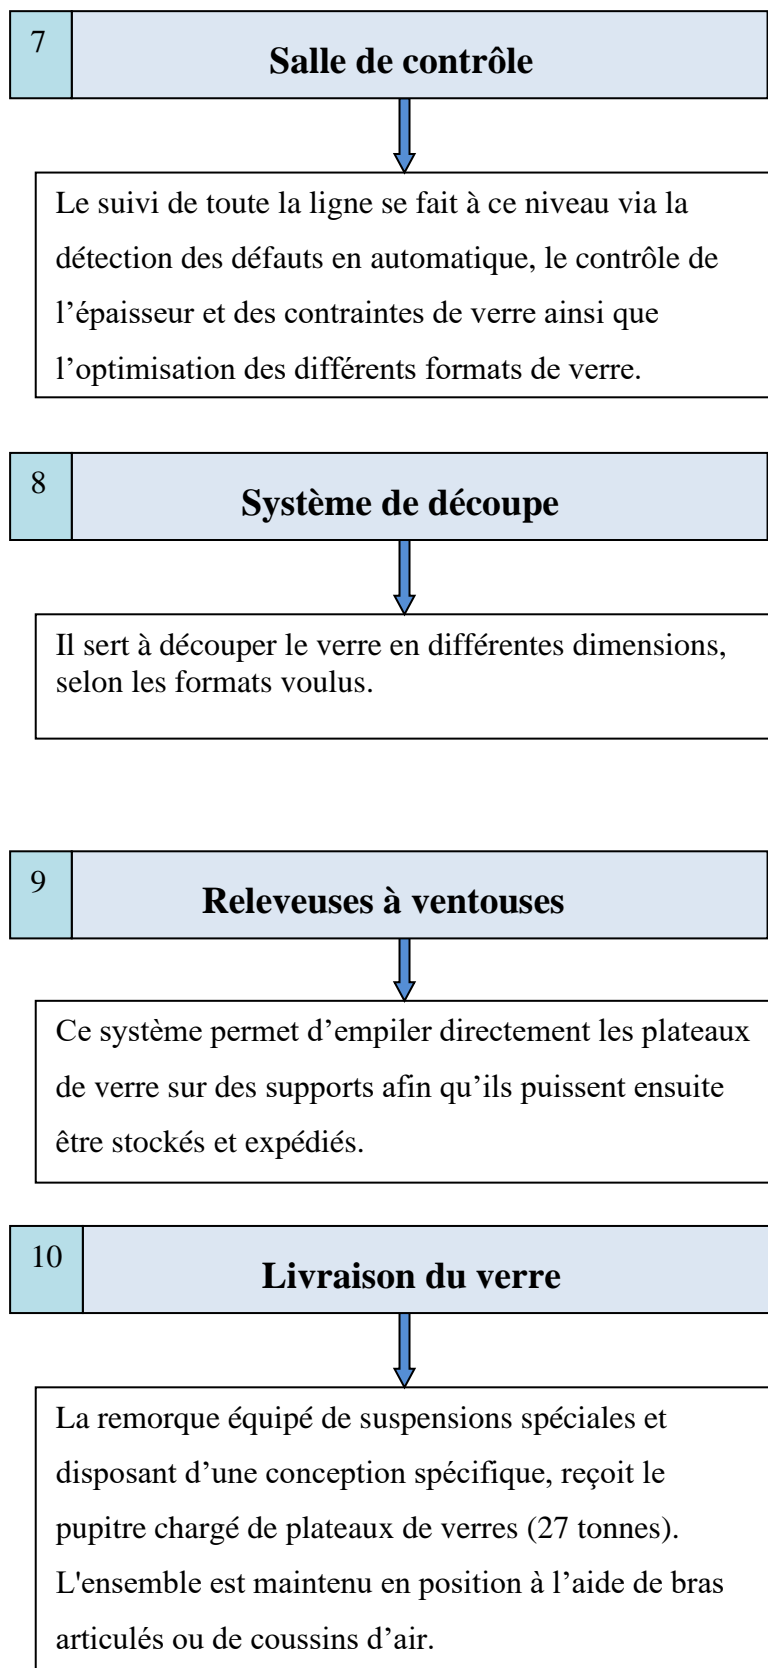 7
Salle de contrôle
Le suivi de toute la ligne se fait à ce niveau via la
détection des défauts en automatique, le contrôle de
l’épaisseur et des contraintes de verre ainsi que
l’optimisation des différents formats de verre.
8
Système de découpe
Il sert à découper le verre en différentes dimensions,
selon les formats voulus.
9
Releveuses à ventouses
Ce système permet d’empiler directement les plateaux
de verre sur des supports afin qu’ils puissent ensuite
être stockés et expédiés.
10
Livraison du verre
La remorque équipé de suspensions spéciales et
disposant d’une conception spécifique, reçoit le
pupitre chargé de plateaux de verres (27 tonnes).
L'ensemble est maintenu en position à l’aide de bras
articulés ou de coussins d’air.